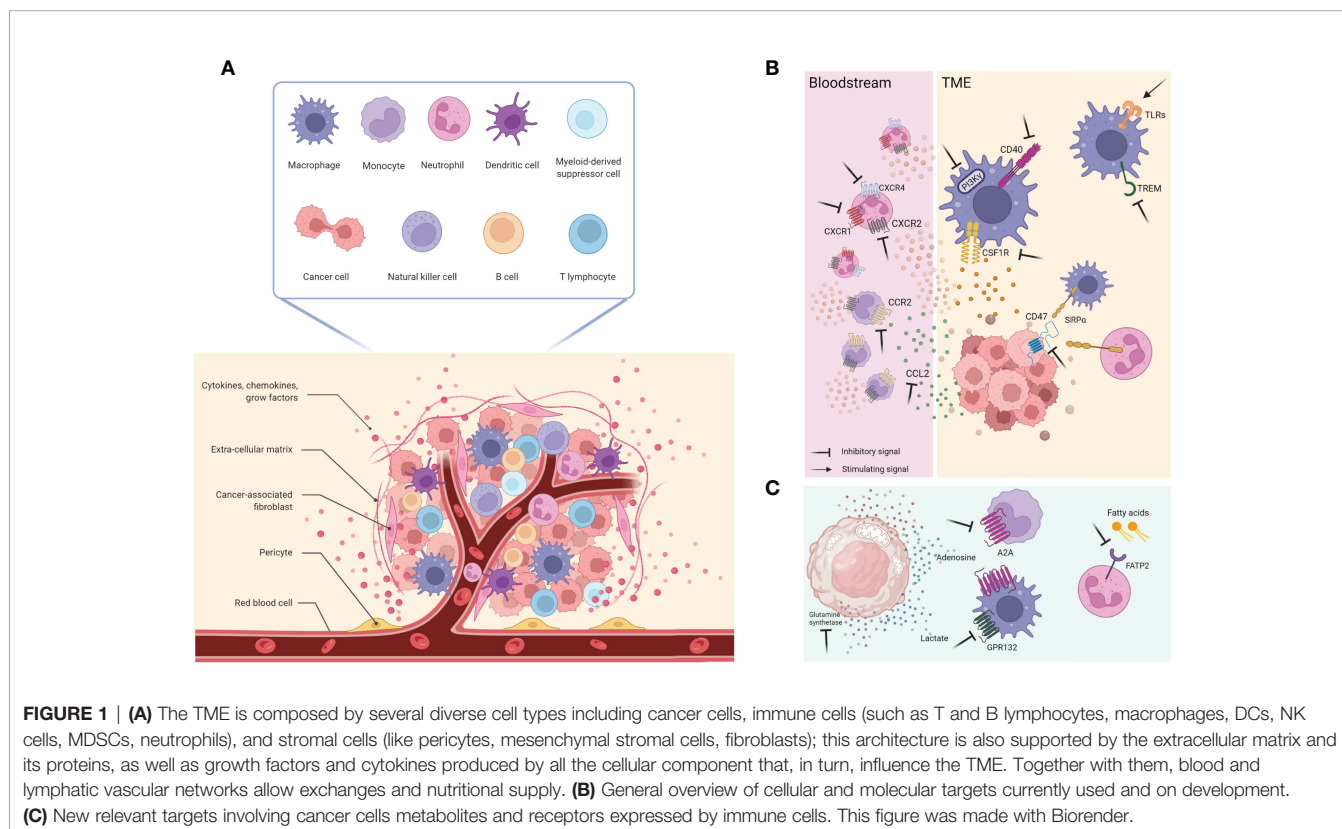 A
Macrophage
Monocyte
Neutrophil
Dendritic cell
Myeloid-derived
suppressor cell
Cancer cell
Natural killer cell
B cell
T lymphocyte
Cytokines, chemokines,
grow factors
Extra-cellular matrix
Cancer-associated
fibroblast
Pericyte
Red blood cell
B
Bloodstream
TME
TLRs
CD40
PI3Kγ
TREM
CXCR4
CXCR1
CXCR2
CSF1R
CCR2
CD47
SIRPα
CCL2
Inhibitory signal
Stimulating signal
C
Adenosine
A2A
Fatty acids
FATP2
Glutamine
synthetase
Lactate
GPR132
FIGURE 1 | (A) The TME is composed by several diverse cell types including cancer cells, immune cells (such as T and B lymphocytes, macrophages, DCs, NK
cells, MDSCs, neutrophils), and stromal cells (like pericytes, mesenchymal stromal cells, fibroblasts); this architecture is also supported by the extracellular matrix and
its proteins, as well as growth factors and cytokines produced by all the cellular component that, in turn, influence the TME. Together with them, blood and
lymphatic vascular networks allow exchanges and nutritional supply. (B) General overview of cellular and molecular targets currently used and on development.
(C) New relevant targets involving cancer cells metabolites and receptors expressed by immune cells. This figure was made with Biorender.